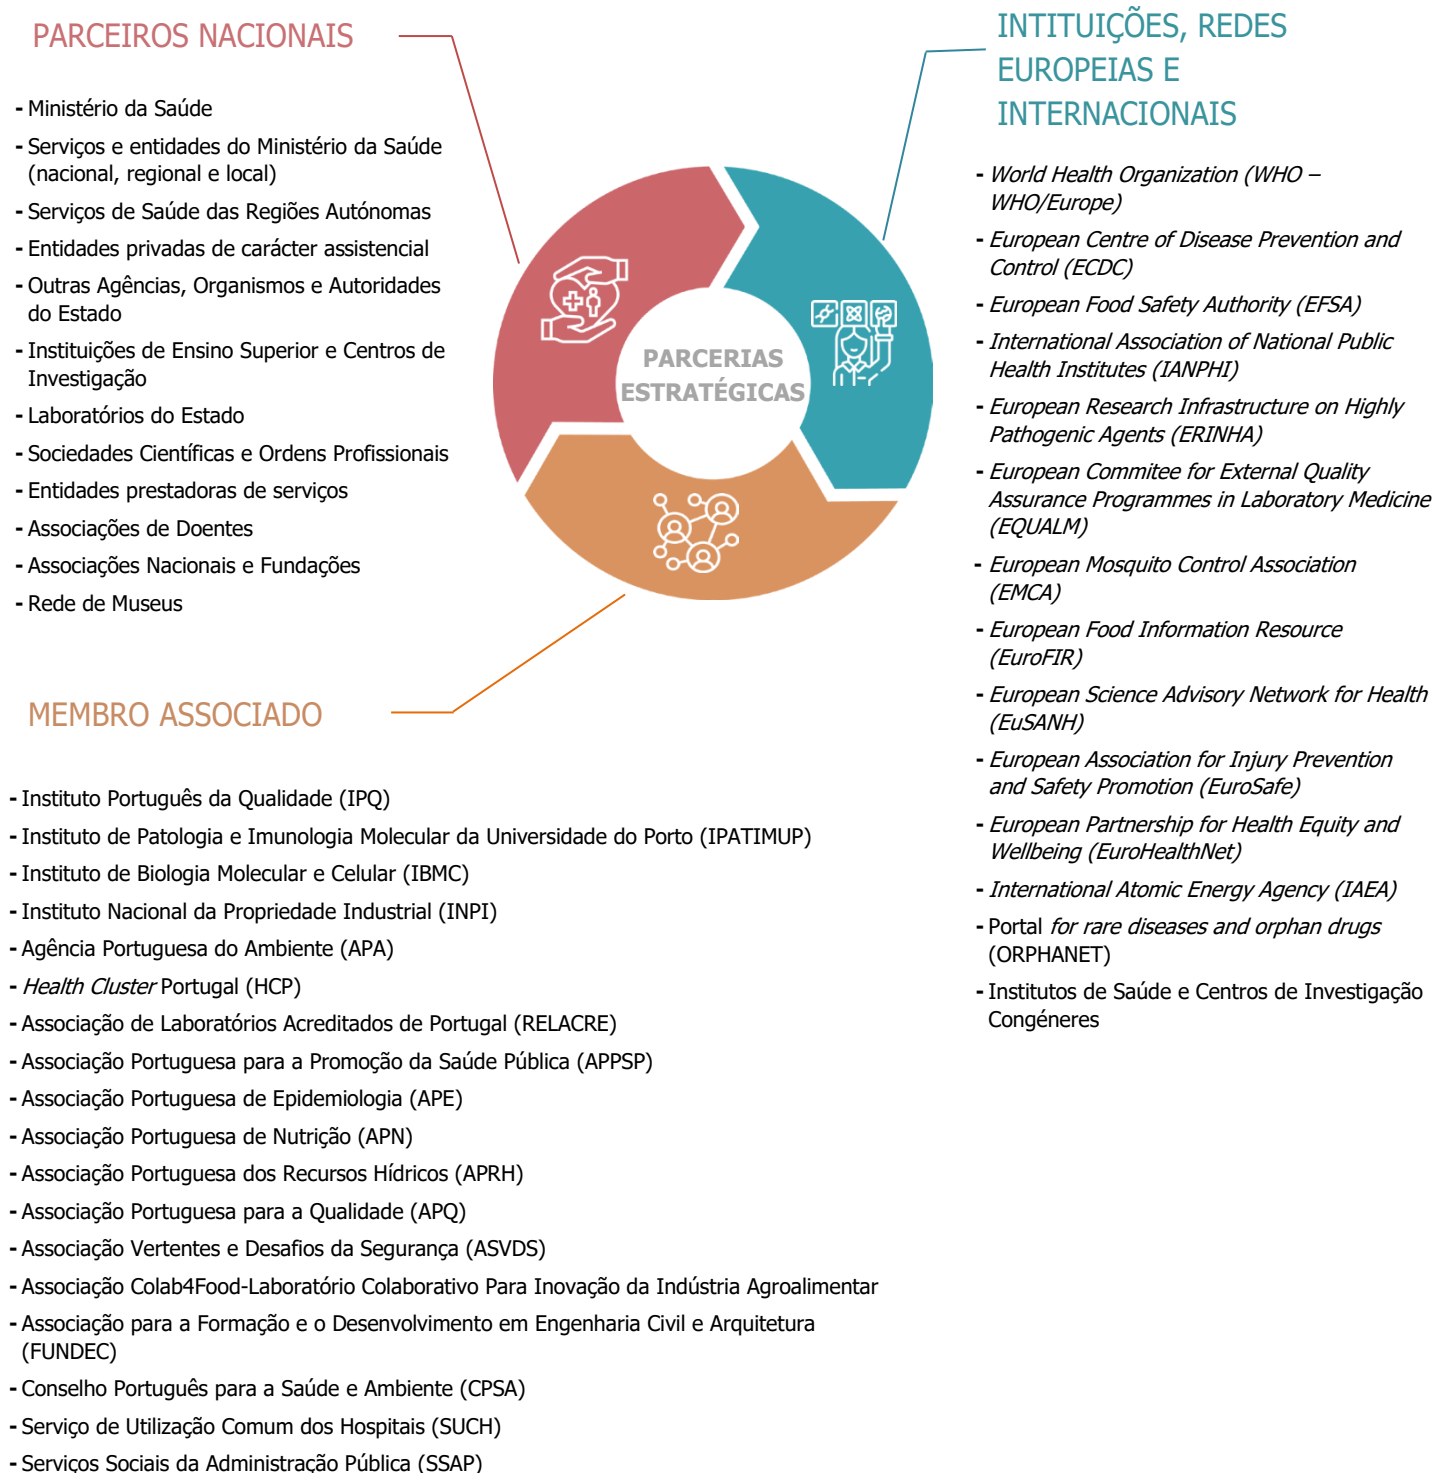 PARCEIROS NACIONAIS
- Ministério da Saúde
- Serviços e entidades do Ministério da Saúde
(nacional, regional e local)
- Serviços de Saúde das Regiões Autónomas
- Entidades privadas de carácter assistencial
- Outras Agências, Organismos e Autoridades
do Estado
- Instituições de Ensino Superior e Centros de
Investigação
- Laboratórios do Estado
- Sociedades Científicas e Ordens Profissionais
- Entidades prestadoras de serviços
- Associações de Doentes
- Associações Nacionais e Fundações
- Rede de Museus
PARCERIAS
ESTRATÉGICAS
INTITUIÇÕES, REDES
EUROPEIAS E
INTERNACIONAIS
- World Health Organization (WHO –
WHO/Europe)
- European Centre of Disease Prevention and
Control (ECDC)
- European Food Safety Authority (EFSA)
- International Association of National Public
Health Institutes (IANPHI)
- European Research Infrastructure on Highly
Pathogenic Agents (ERINHA)
- European Commitee for External Quality
Assurance Programmes in Laboratory Medicine
(EQUALM)
- European Mosquito Control Association
(EMCA)
- European Food Information Resource
(EuroFIR)
- European Science Advisory Network for Health
(EuSANH)
- European Association for Injury Prevention
and Safety Promotion (EuroSafe)
- European Partnership for Health Equity and
Wellbeing (EuroHealthNet)
- International Atomic Energy Agency (IAEA)
- Portal for rare diseases and orphan drugs
(ORPHANET)
- Institutos de Saúde e Centros de Investigação
Congéneres
MEMBRO ASSOCIADO
- Instituto Português da Qualidade (IPQ)
- Instituto de Patologia e Imunologia Molecular da Universidade do Porto (IPATIMUP)
- Instituto de Biologia Molecular e Celular (IBMC)
- Instituto Nacional da Propriedade Industrial (INPI)
- Agência Portuguesa do Ambiente (APA)
- Health Cluster Portugal (HCP)
- Associação de Laboratórios Acreditados de Portugal (RELACRE)
- Associação Portuguesa para a Promoção da Saúde Pública (APPSP)
- Associação Portuguesa de Epidemiologia (APE)
- Associação Portuguesa de Nutrição (APN)
- Associação Portuguesa dos Recursos Hídricos (APRH)
- Associação Portuguesa para a Qualidade (APQ)
- Associação Vertentes e Desafios da Segurança (ASVDS)
- Associação Colab4Food-Laboratório Colaborativo Para Inovação da Indústria Agroalimentar
- Associação para a Formação e o Desenvolvimento em Engenharia Civil e Arquitetura
(FUNDEC)
- Conselho Português para a Saúde e Ambiente (CPSA)
- Serviço de Utilização Comum dos Hospitais (SUCH)
- Serviços Sociais da Administração Pública (SSAP)